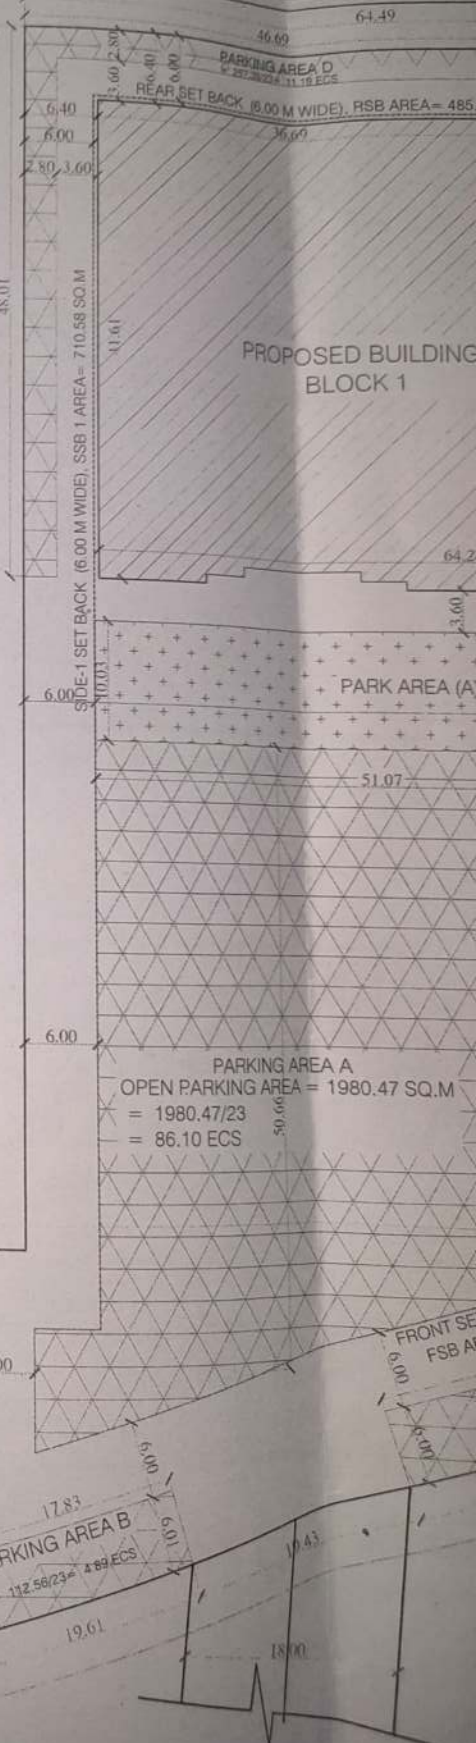 64.49
46.69
PARKING AREA D
11.19 ECS
2.80
3.60
6.40
6.00
REAR SET BACK (6.00 M WIDE), RSB AREA= 485
36.69
6.40
6.00
2.80 3.60
48.01
41.61
SIDE-1 SET BACK (6.00 M WIDE), SSB 1 AREA= 710.58 SQ.M
PROPOSED BUILDING
BLOCK 1
64.2
3.60
10.03
6.00
PARK AREA (A
51.07
6.00
PARKING AREA A
OPEN PARKING AREA = 1980.47 SQ.M
= 1980.47/23
= 86.10 ECS
50.66
FRONT SE
FSB A
6.00
6.00
00
6.00
17.83
6.01
RKING AREA B
112.56/23= 4.89 ECS
19.43
19.61
18.00